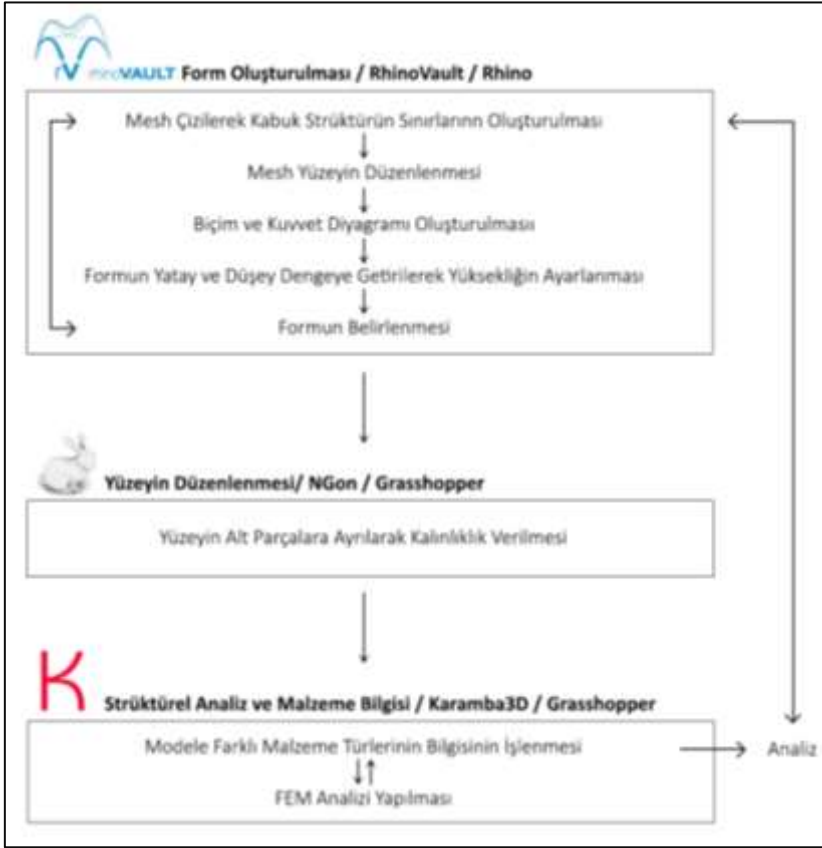 rhinoVAULT Form Oluşturulması / RhinoVault / Rhino
Mesh Çizilerek Kabuk Strüktürün Sınırlarınn Oluşturulması
Mesh Yüzeyin Düzenlenmesi
Biçim ve Kuvvet Diyagramı Oluşturulması
Formun Yatay ve Düşey Dengeye Getirilerek Yüksekliğin Ayarlanması
Formun Belirlenmesi
Yüzeyin Düzenlenmesi/ NGon / Grasshopper
Yüzeyin Alt Parçalara Ayrılarak Kalınlıklık Verilmesi
K
Strüktürel Analiz ve Malzeme Bilgisi / Karamba3D / Grasshopper
Modele Farklı Malzeme Türlerinin Bilgisinin İşlenmesi
Analiz
FEM Analizi Yapılması